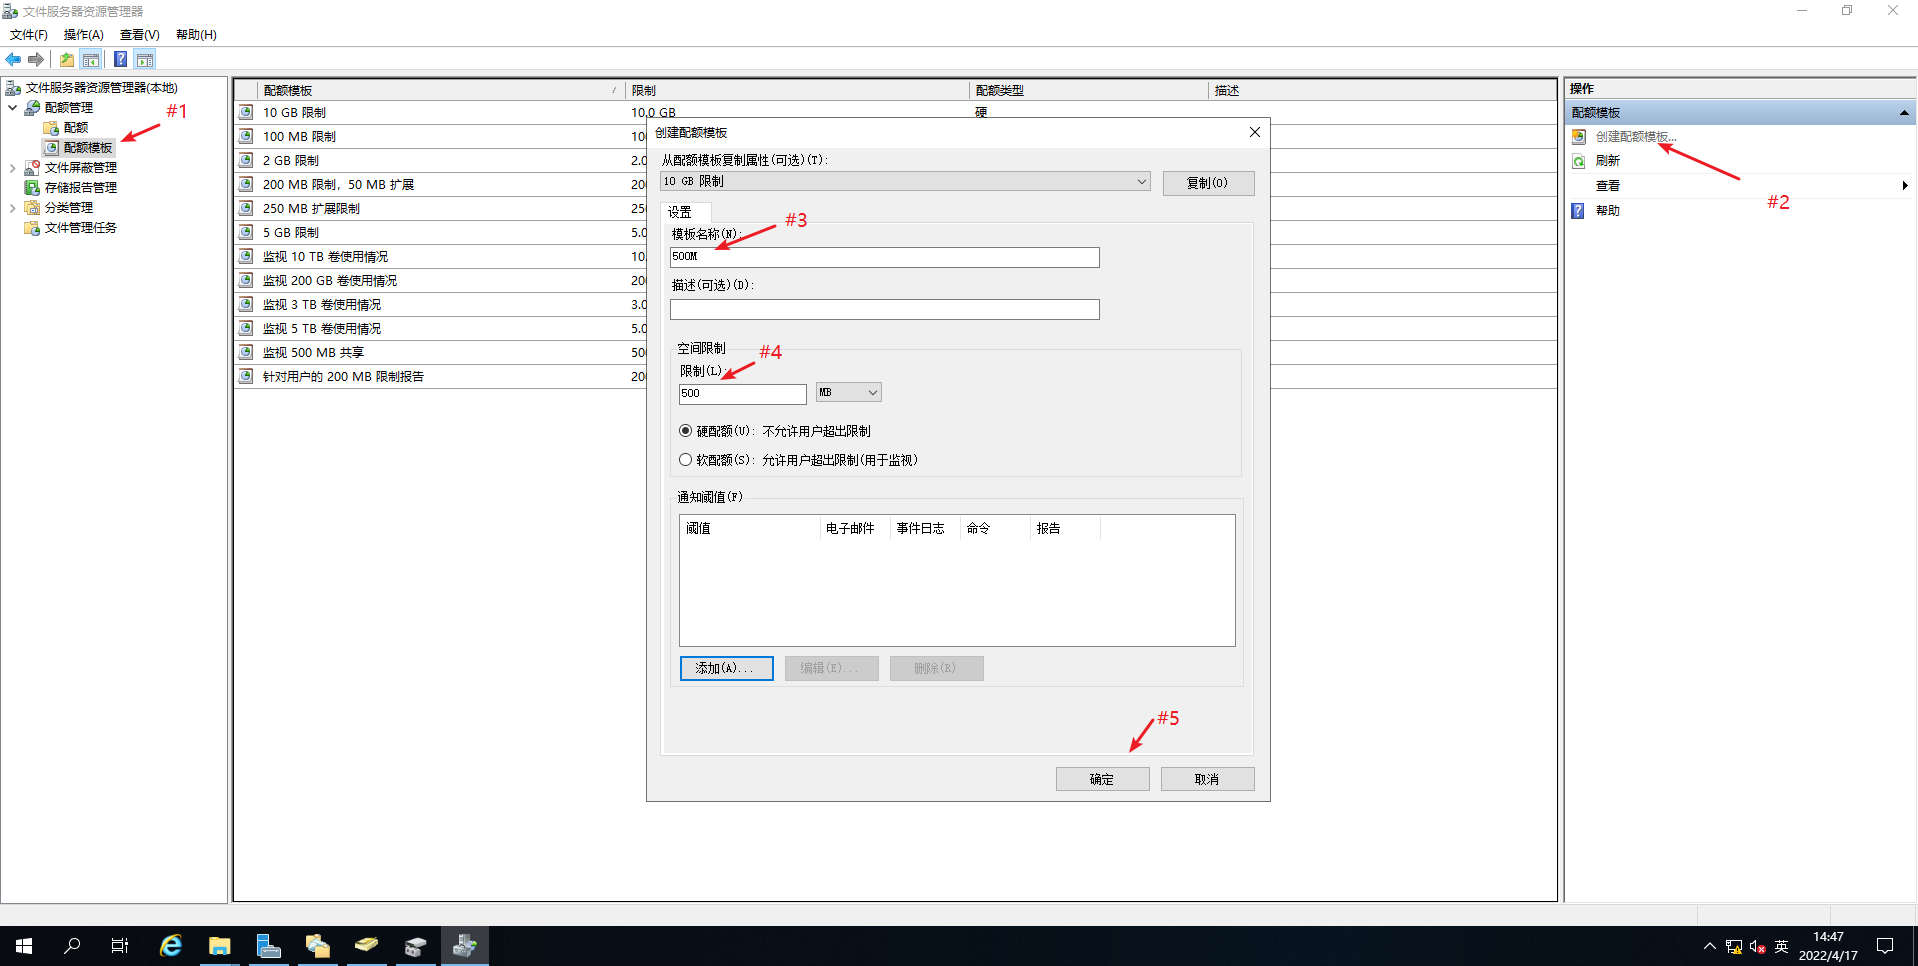 文件服务器资源管理器
文件(F) 操作(A) 查看(V) 帮助(H)
文件服务器资源管理器(本地)
配额管理
配额
配额模板
文件屏蔽管理
存储报告管理
分类管理
文件管理任务
#1
配额模板 限制 配额类型 描述
10 GB 限制 10.0 GB 硬
100 MB 限制 100
2 GB 限制 2.0
200 MB 限制，50 MB 扩展 200
250 MB 扩展限制 250
5 GB 限制 5.0
监视 10 TB 卷使用情况 10.
监视 200 GB 卷使用情况 200
监视 3 TB 卷使用情况 3.0
监视 5 TB 卷使用情况 5.0
监视 500 MB 共享 500
针对用户的 200 MB 限制报告 200
创建配额模板
从配额模板复制属性(可选)(T):
10 GB 限制 复制(O)
设置
#3
模板名称(N):
500M
描述(可选)(D):
空间限制
#4
限制(L):
500 MB
硬配额(U): 不允许用户超出限制
软配额(S): 允许用户超出限制(用于监视)
通知阈值(F)
阈值 电子邮件 事件日志 命令 报告
添加(A)... 编辑(E)... 删除(R)
#5
确定 取消
操作
配额模板
创建配额模板...
刷新
查看
帮助
#2
英
14:47
2022/4/17